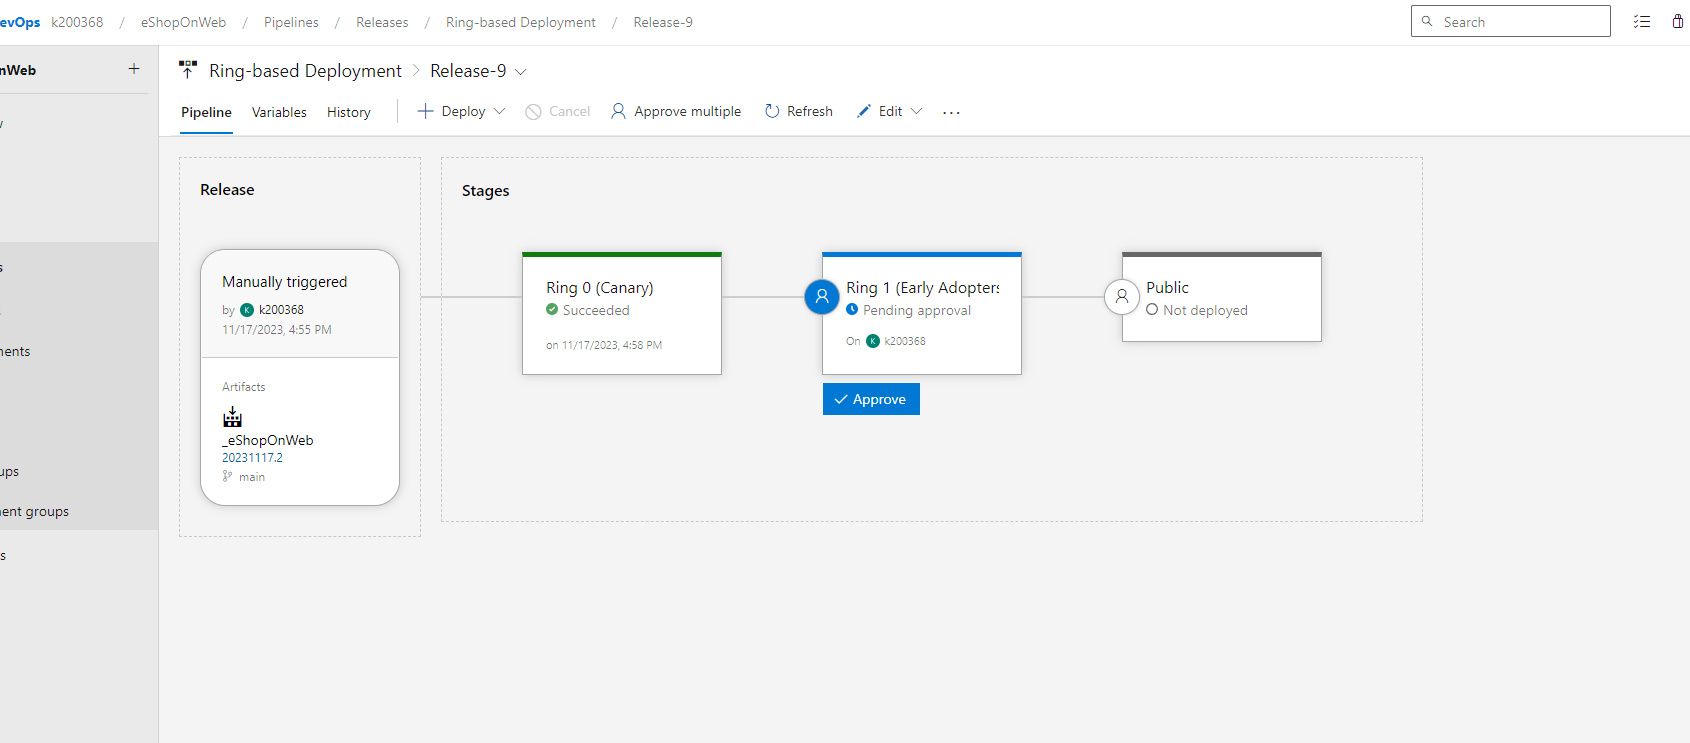 evOps k200368 / eShopOnWeb / Pipelines / Releases / Ring-based Deployment / Release-9
Search
nWeb +
Ring-based Deployment > Release-9
Pipeline Variables History Deploy Cancel Approve multiple Refresh Edit ...
s
nents
ups
nent groups
s
Release
Manually triggered
by K k200368
11/17/2023, 4:55 PM
Artifacts
_eShopOnWeb
20231117.2
main
Stages
Ring 0 (Canary)
Succeeded
on 11/17/2023, 4:58 PM
Ring 1 (Early Adopters
Pending approval
On K k200368
Approve
Public
Not deployed